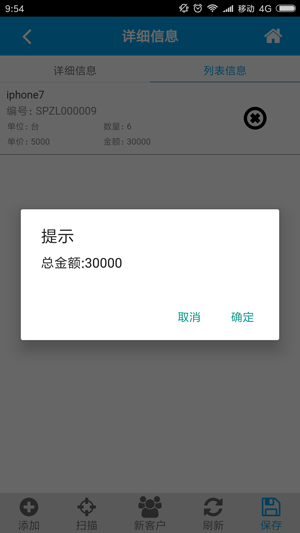 9:54 移动 4G
详细信息
详细信息 列表信息
iphone7
编号: SPZL000009
单位: 台 数量: 6
单价: 5000 金额: 30000
提示
总金额:30000
取消 确定
添加 扫描 新客户 刷新 保存